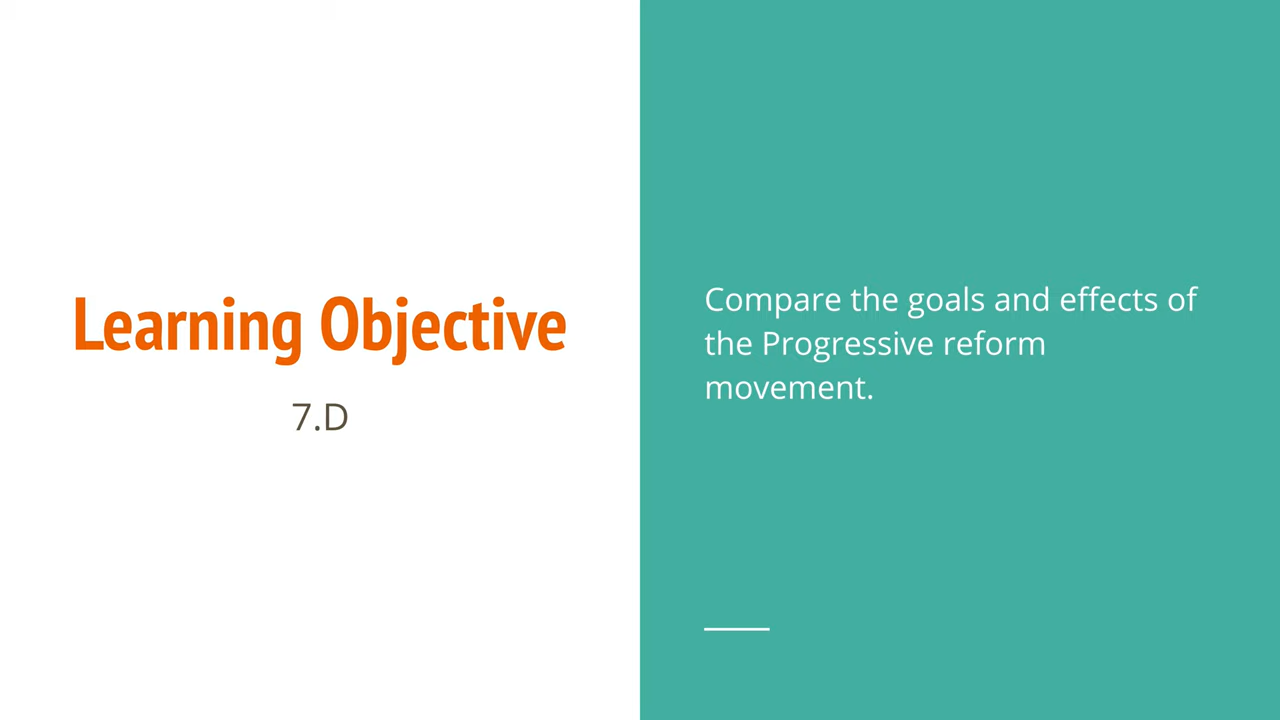 Learning Objective
7.D
Compare the goals and effects of
the Progressive reform
movement.